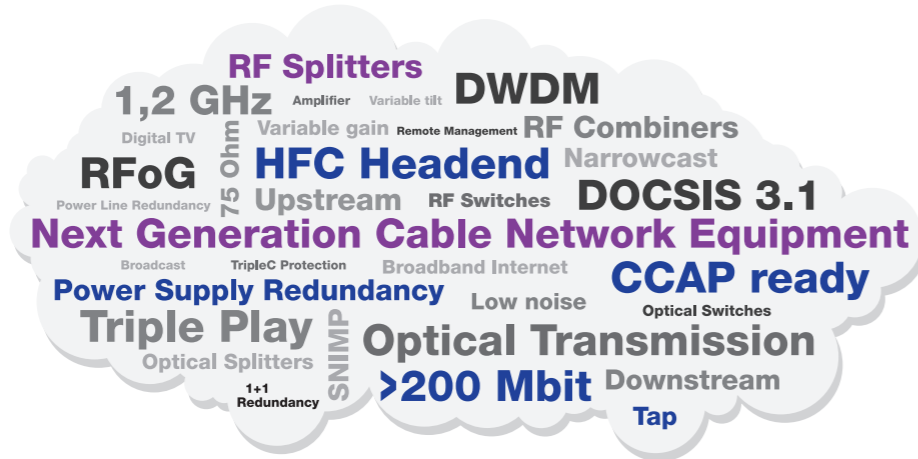 RF Splitters
1,2 GHz
Amplifier
Variable tilt
DWDM
Digital TV
75 Ohm
Variable gain
Remote Management
RF Combiners
RFoG
HFC Headend
Narrowcast
Power Line Redundancy
Upstream
RF Switches
DOCSIS 3.1
Next Generation Cable Network Equipment
Broadcast
TripleC Protection
Broadband Internet
CCAP ready
Power Supply Redundancy
Low noise
Optical Switches
Triple Play
SNIMP
Optical Transmission
Optical Splitters
>200 Mbit
Downstream
1+1
Redundancy
Tap